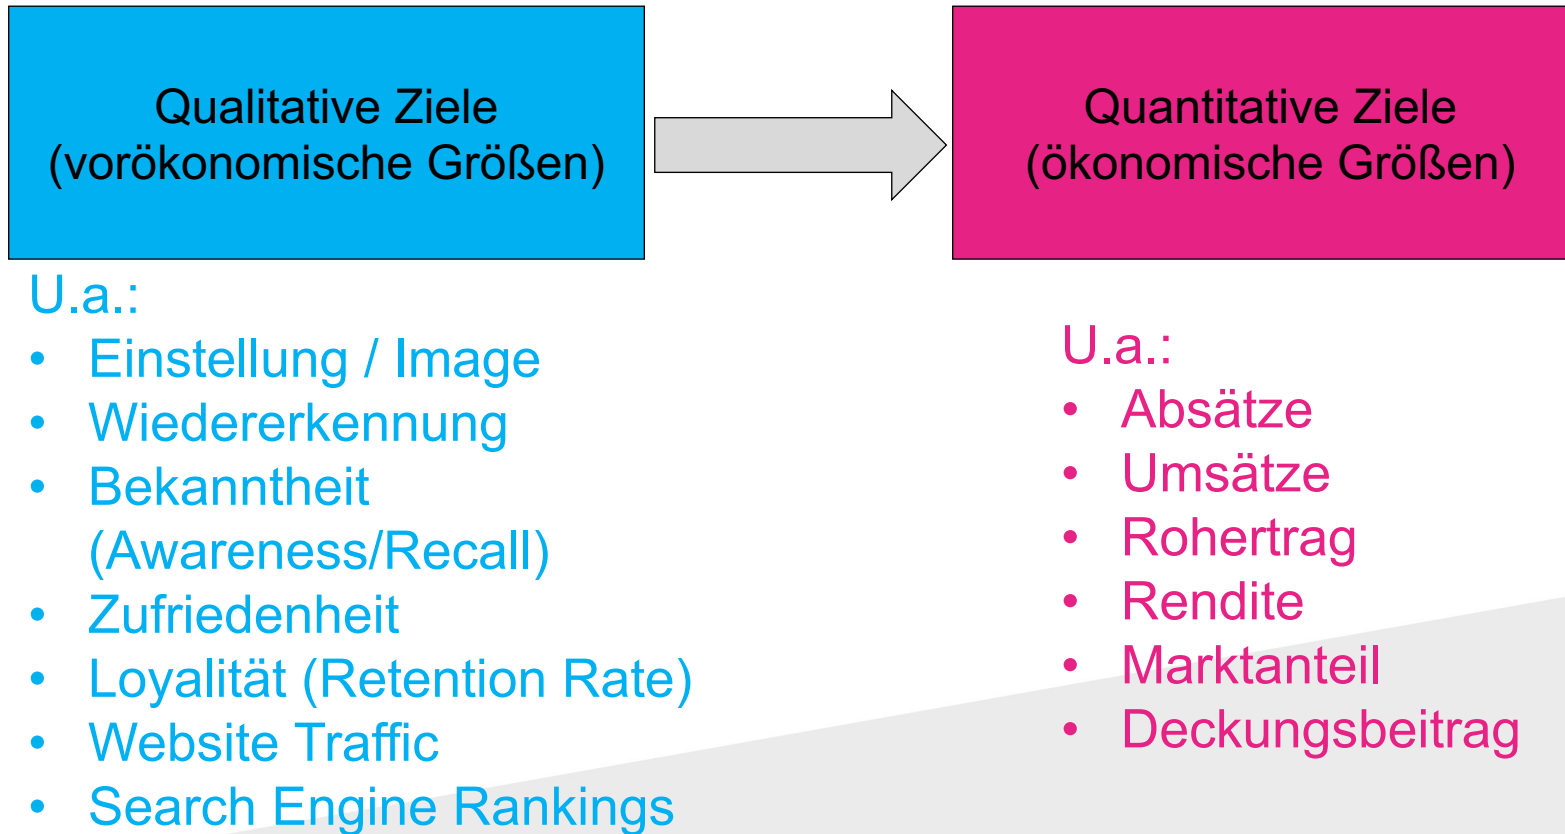 Qualitative Ziele
(vorökonomische Größen)
Quantitative Ziele
(ökonomische Größen)
U.a.:
• Einstellung / Image
• Wiedererkennung
• Bekanntheit
(Awareness/Recall)
• Zufriedenheit
• Loyalität (Retention Rate)
• Website Traffic
• Search Engine Rankings
U.a.:
• Absätze
• Umsätze
• Rohertrag
• Rendite
• Marktanteil
• Deckungsbeitrag